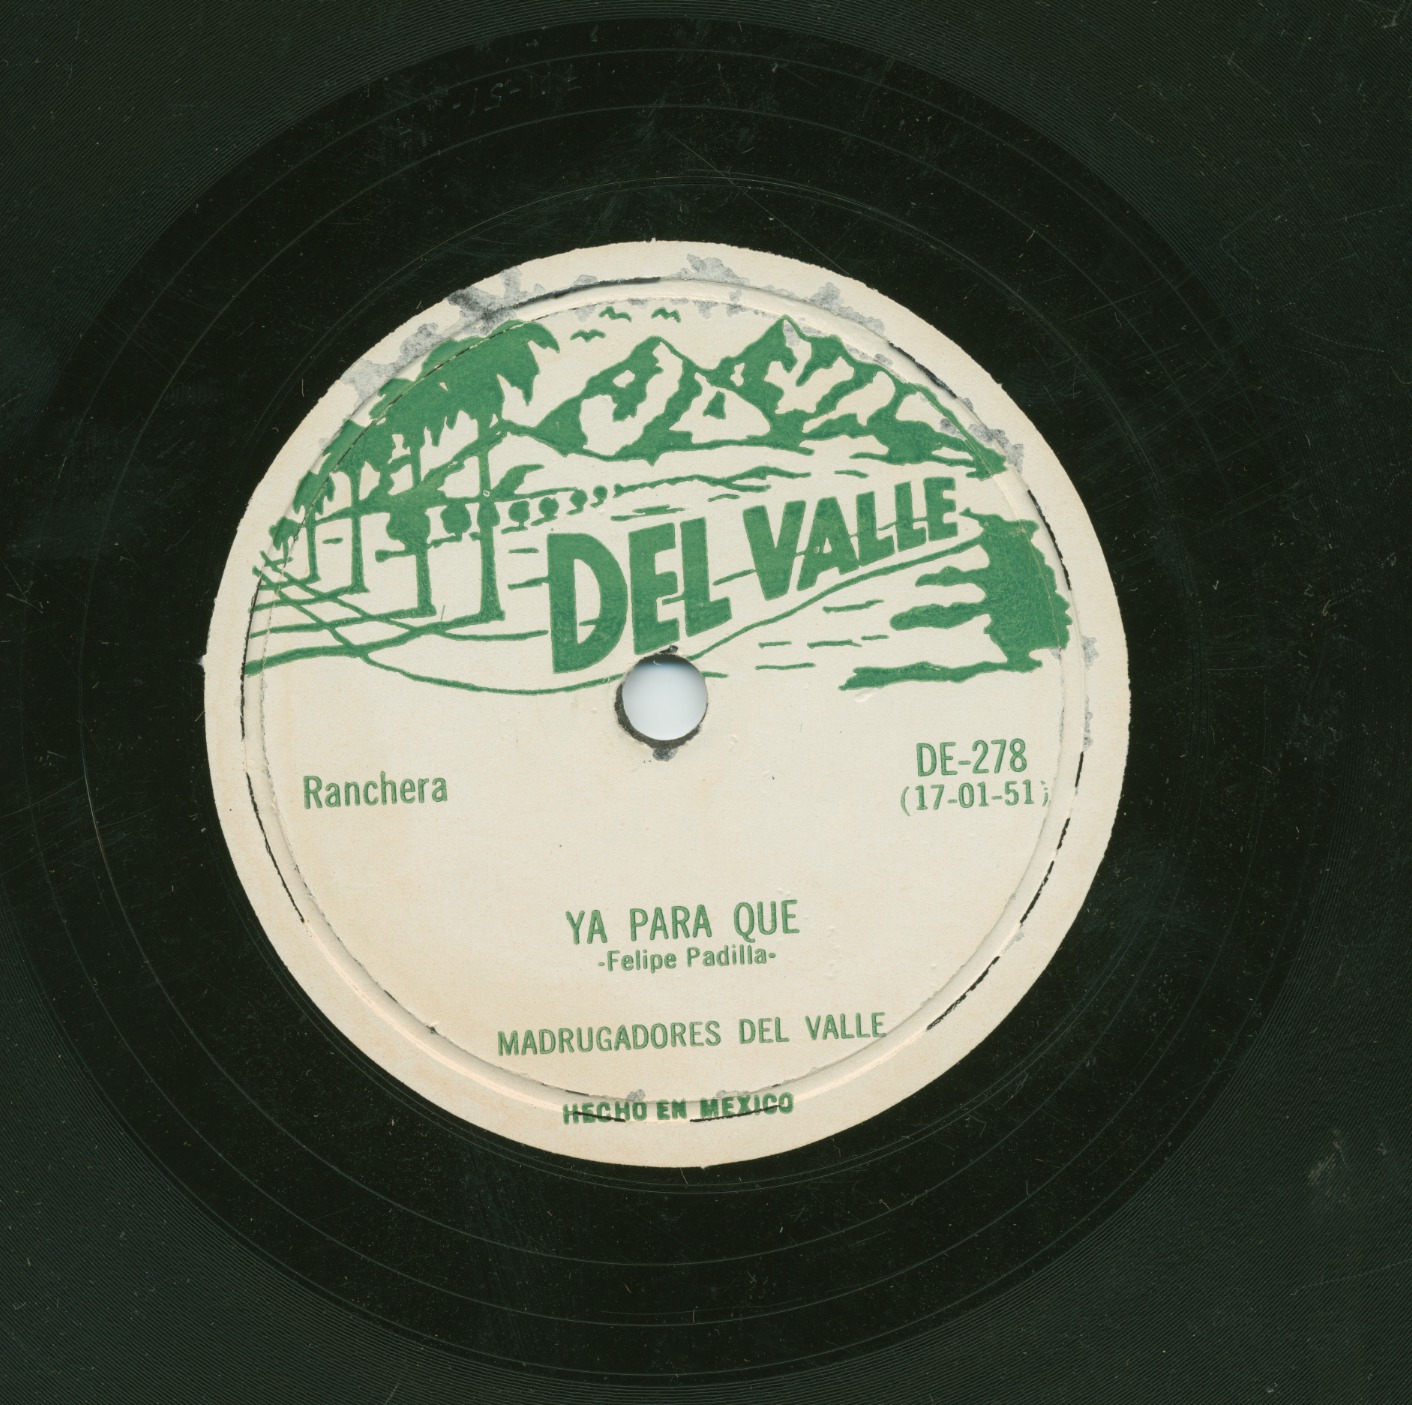 DEL VALLE
Ranchera
DE-278
(17-01-51)
YA PARA QUE
-Felipe Padilla-
MADRUGADORES DEL VALLE
HECHO EN MEXICO